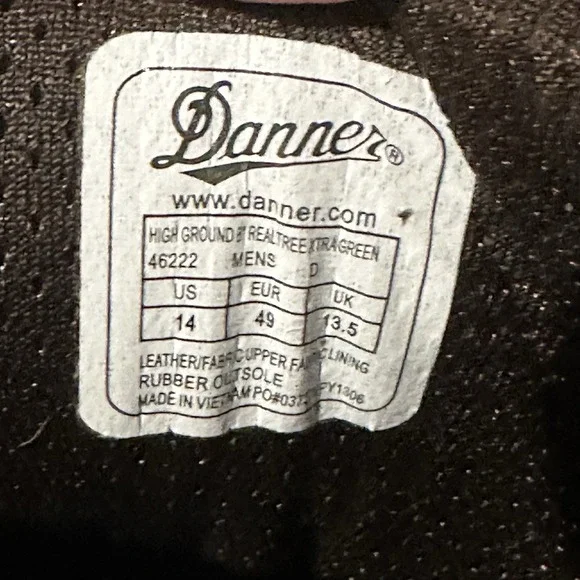 Danner®
www.danner.com
HIGH GROUND 8" REALTREE XTRA GREEN
46222 MENS D
US EUR UK
14 49 13.5
LEATHER/FABRIC UPPER FABRIC LINING
RUBBER OUTSOLE
MADE IN VIETNAM